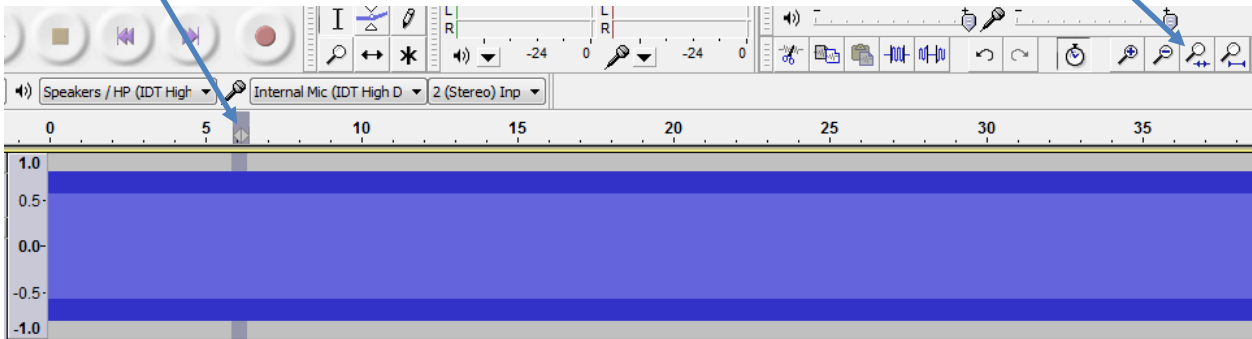 L
R
-24 0
L
R
-24 0
Speakers / HP (IDT High
Internal Mic (IDT High D
2 (Stereo) Inp
0 5 10 15 20 25 30 35
1.0
0.5-
0.0-
-0.5-
-1.0